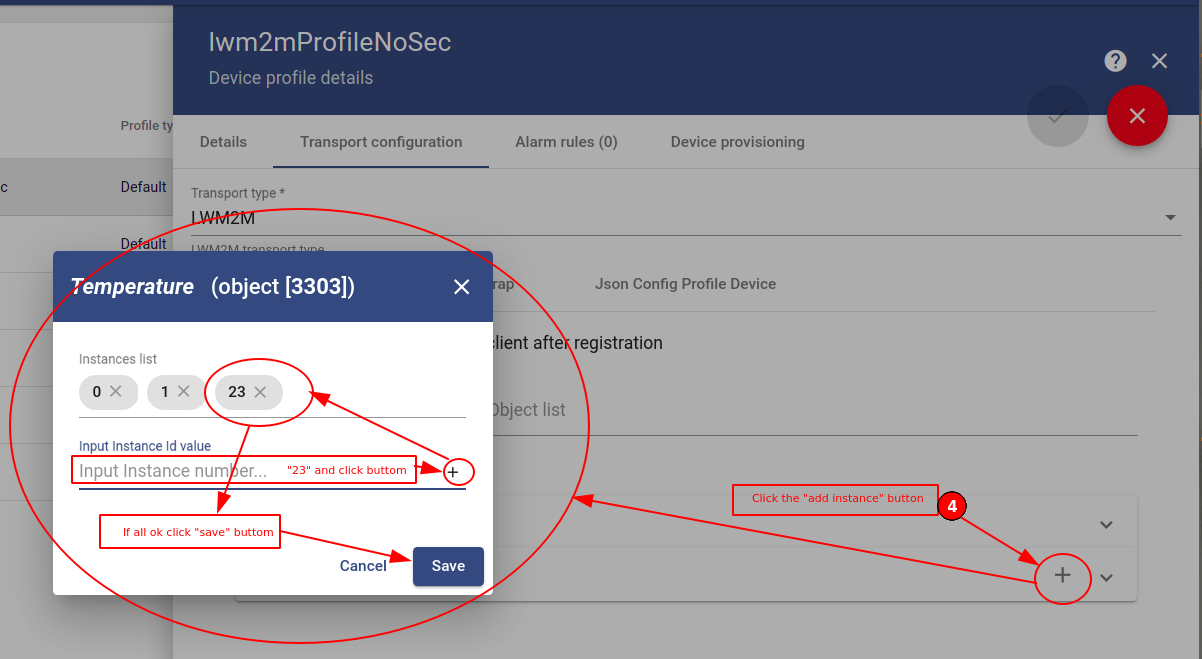 lwm2mProfileNoSec
Device profile details
Profile ty
Details Transport configuration Alarm rules (0) Device provisioning
c Default
Transport type *
LWM2M
Default
LWM2M transport type
Temperature (object [3303])
rap Json Config Profile Device
client after registration
Instances list
0 1 23
Object list
Input Instance Id value
Input Instance number... "23" and click buttom
Click the "add instance" button 4
If all ok click "save" buttom
Cancel Save